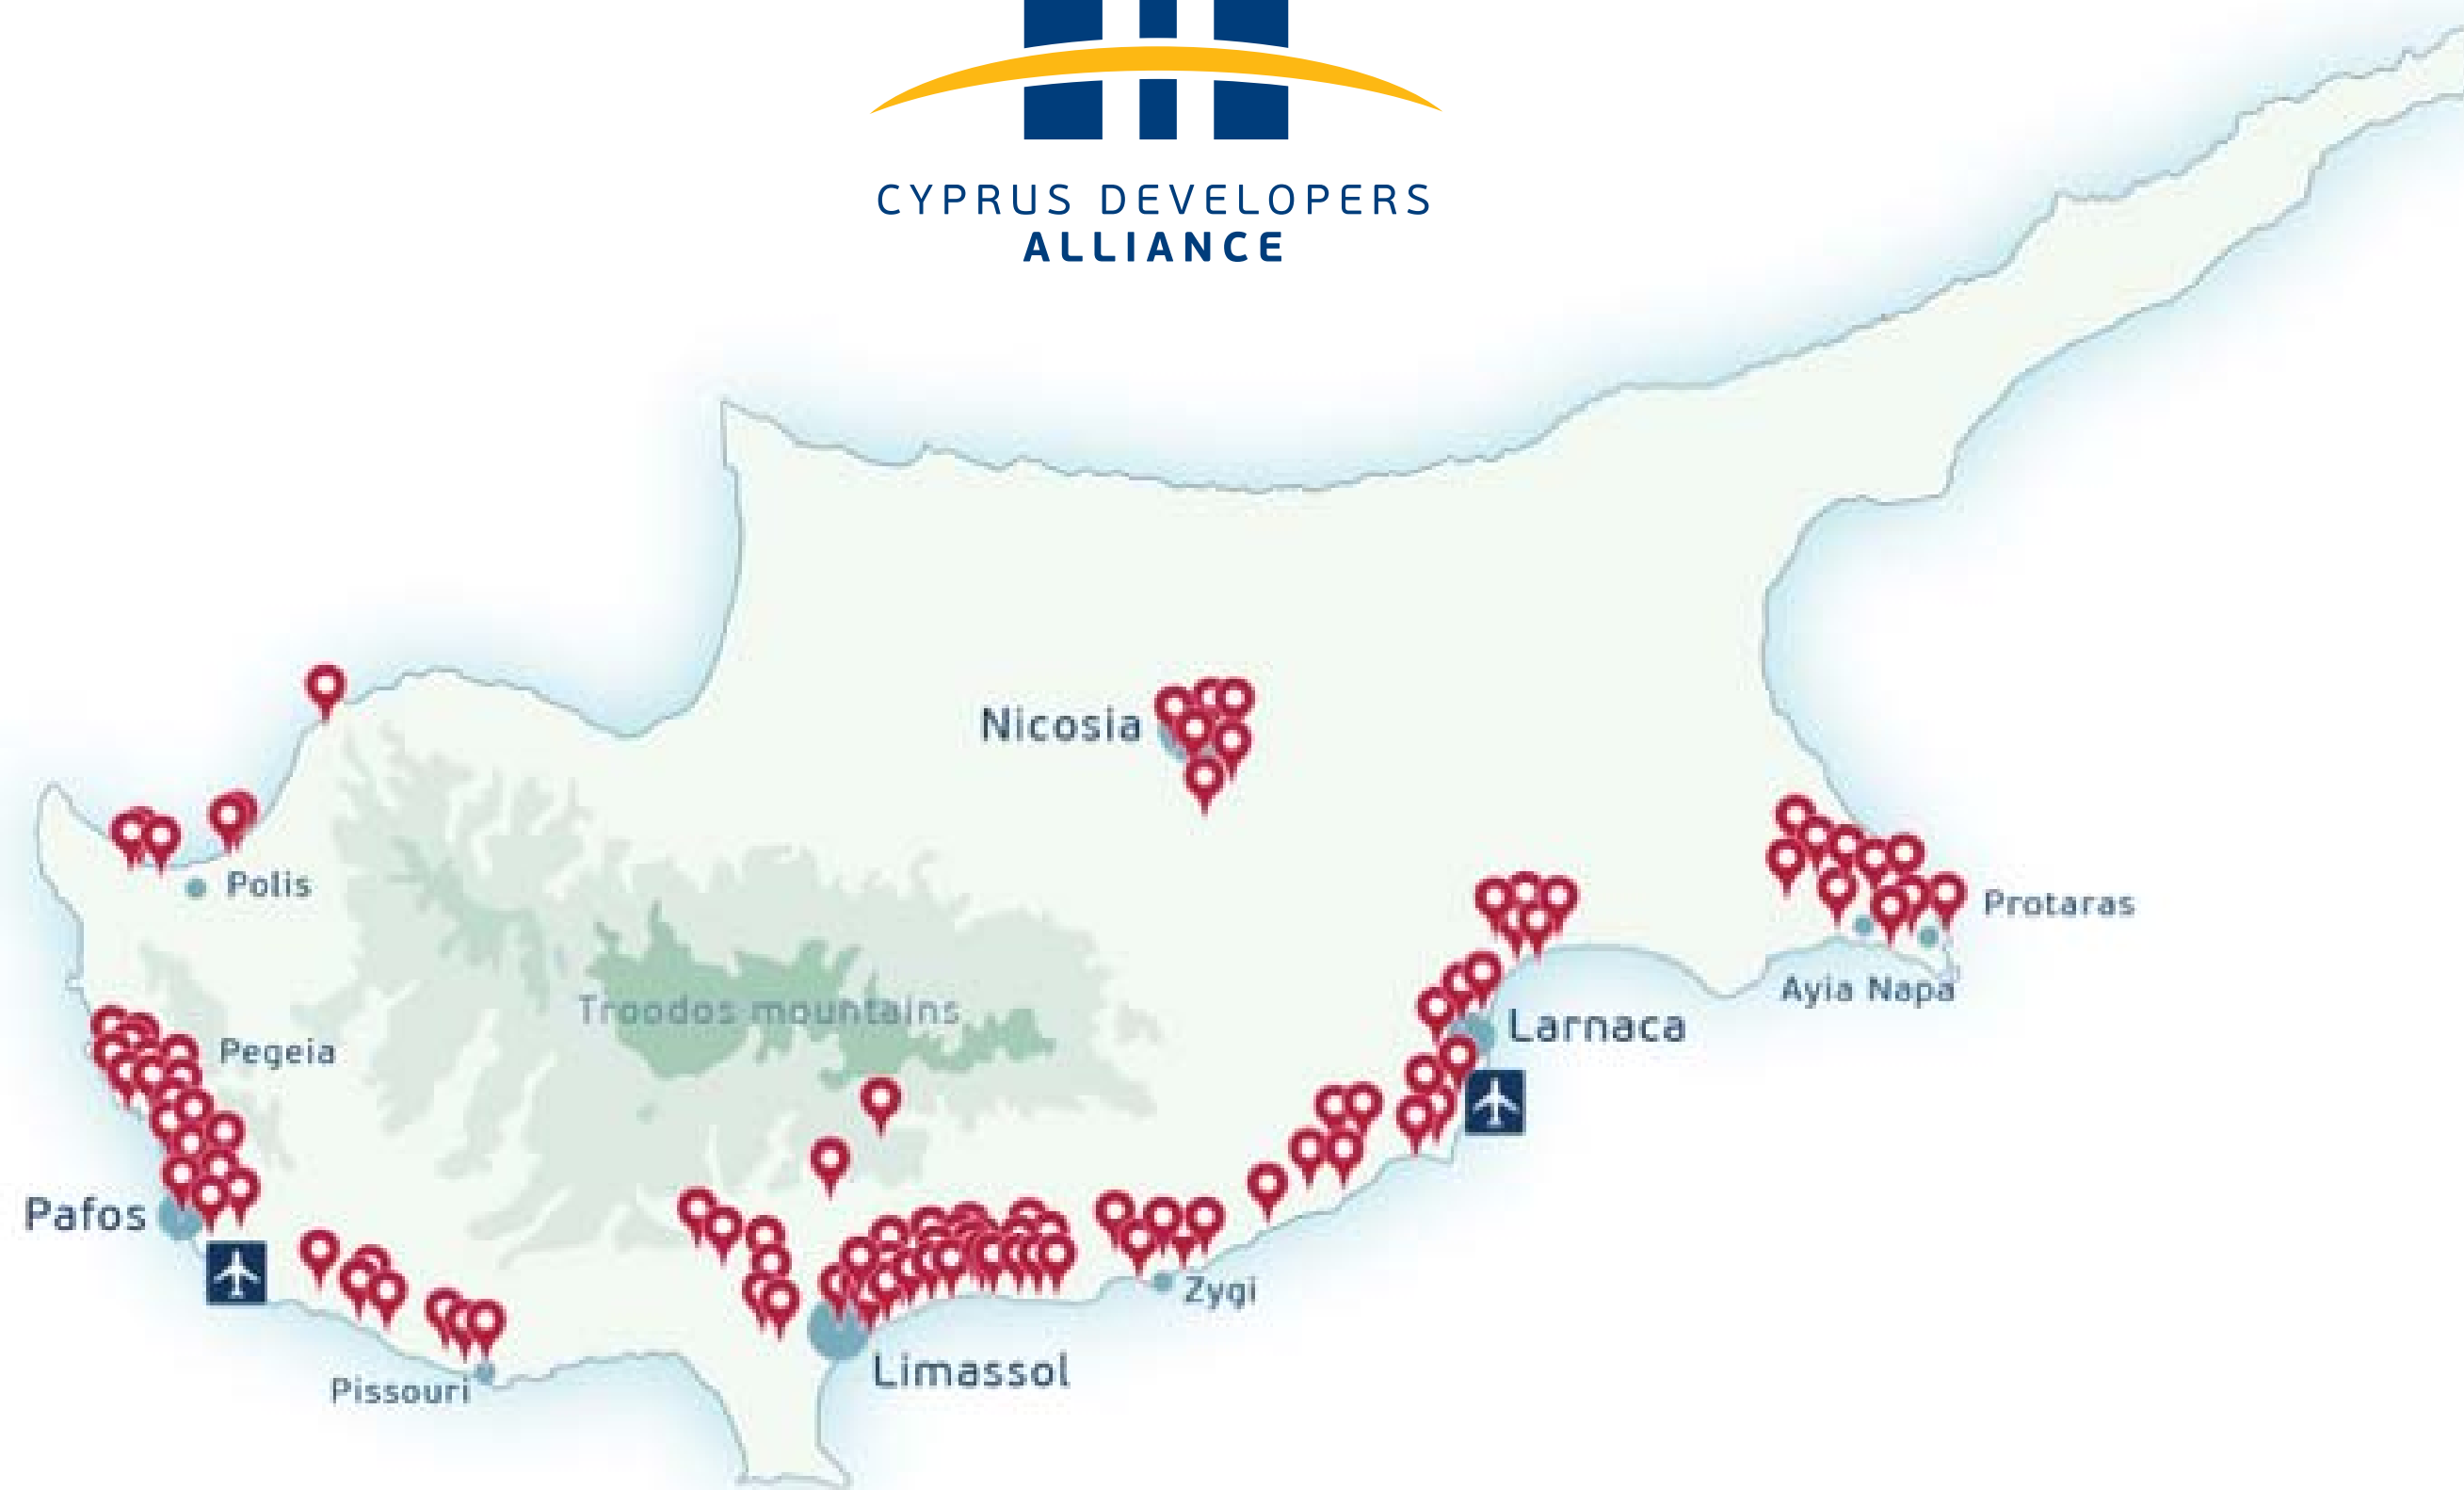 CYPRUS DEVELOPERS
ALLIANCE
Nicosia
Polis
Protaras
Ayia Napa
Troodos mountains
Larnaca
Pegeia
Pafos
Zygi
Limassol
Pissouri